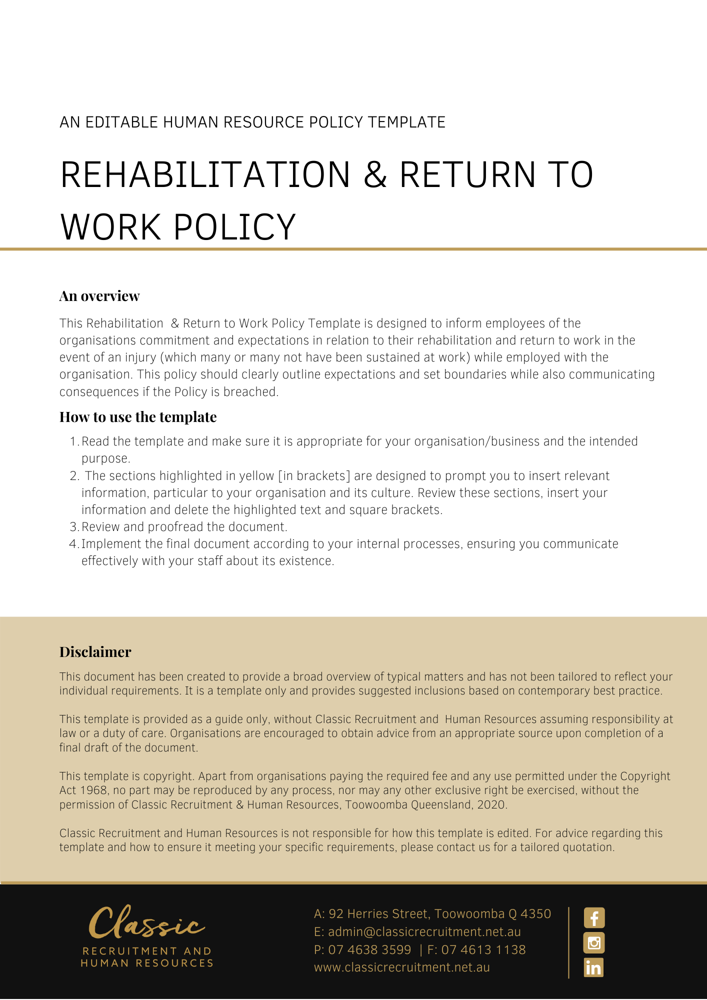 AN EDITABLE HUMAN RESOURCE POLICY TEMPLATE
REHABILITATION & RETURN TO
WORK POLICY
An overview
This Rehabilitation  & Return to Work Policy Template is designed to inform employees of the
organisations commitment and expectations in relation to their rehabilitation and return to work in the
event of an injury (which many or many not have been sustained at work) while employed with the
organisation. This policy should clearly outline expectations and set boundaries while also communicating
consequences if the Policy is breached.
How to use the template
1. Read the template and make sure it is appropriate for your organisation/business and the intended
purpose.
2.  The sections highlighted in yellow [in brackets] are designed to prompt you to insert relevant
information, particular to your organisation and its culture. Review these sections, insert your
information and delete the highlighted text and square brackets.
3. Review and proofread the document.
4. Implement the final document according to your internal processes, ensuring you communicate
effectively with your staff about its existence.
Disclaimer
This document has been created to provide a broad overview of typical matters and has not been tailored to reflect your
individual requirements. It is a template only and provides suggested inclusions based on contemporary best practice.
This template is provided as a guide only, without Classic Recruitment and  Human Resources assuming responsibility at
law or a duty of care. Organisations are encouraged to obtain advice from an appropriate source upon completion of a
final draft of the document.
This template is copyright. Apart from organisations paying the required fee and any use permitted under the Copyright
Act 1968, no part may be reproduced by any process, nor may any other exclusive right be exercised, without the
permission of Classic Recruitment & Human Resources, Toowoomba Queensland, 2020.
Classic Recruitment and Human Resources is not responsible for how this template is edited. For advice regarding this
template and how to ensure it meeting your specific requirements, please contact us for a tailored quotation.
Classic
RECRUITMENT AND
HUMAN RESOURCES
A: 92 Herries Street, Toowoomba Q 4350
E: admin@classicrecruitment.net.au
P: 07 4638 3599  | F: 07 4613 1138
www.classicrecruitment.net.au
f
in